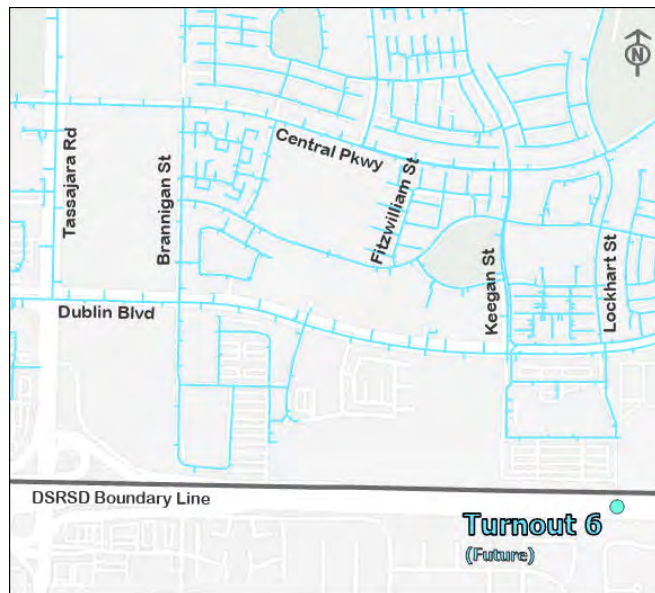 N
Central Pkwy
Tassajara Rd
Brannigan St
Fitzwilliam St
Keegan St
Lockhart St
Dublin Blvd
DSRSD Boundary Line
Turnout 6
(Future)